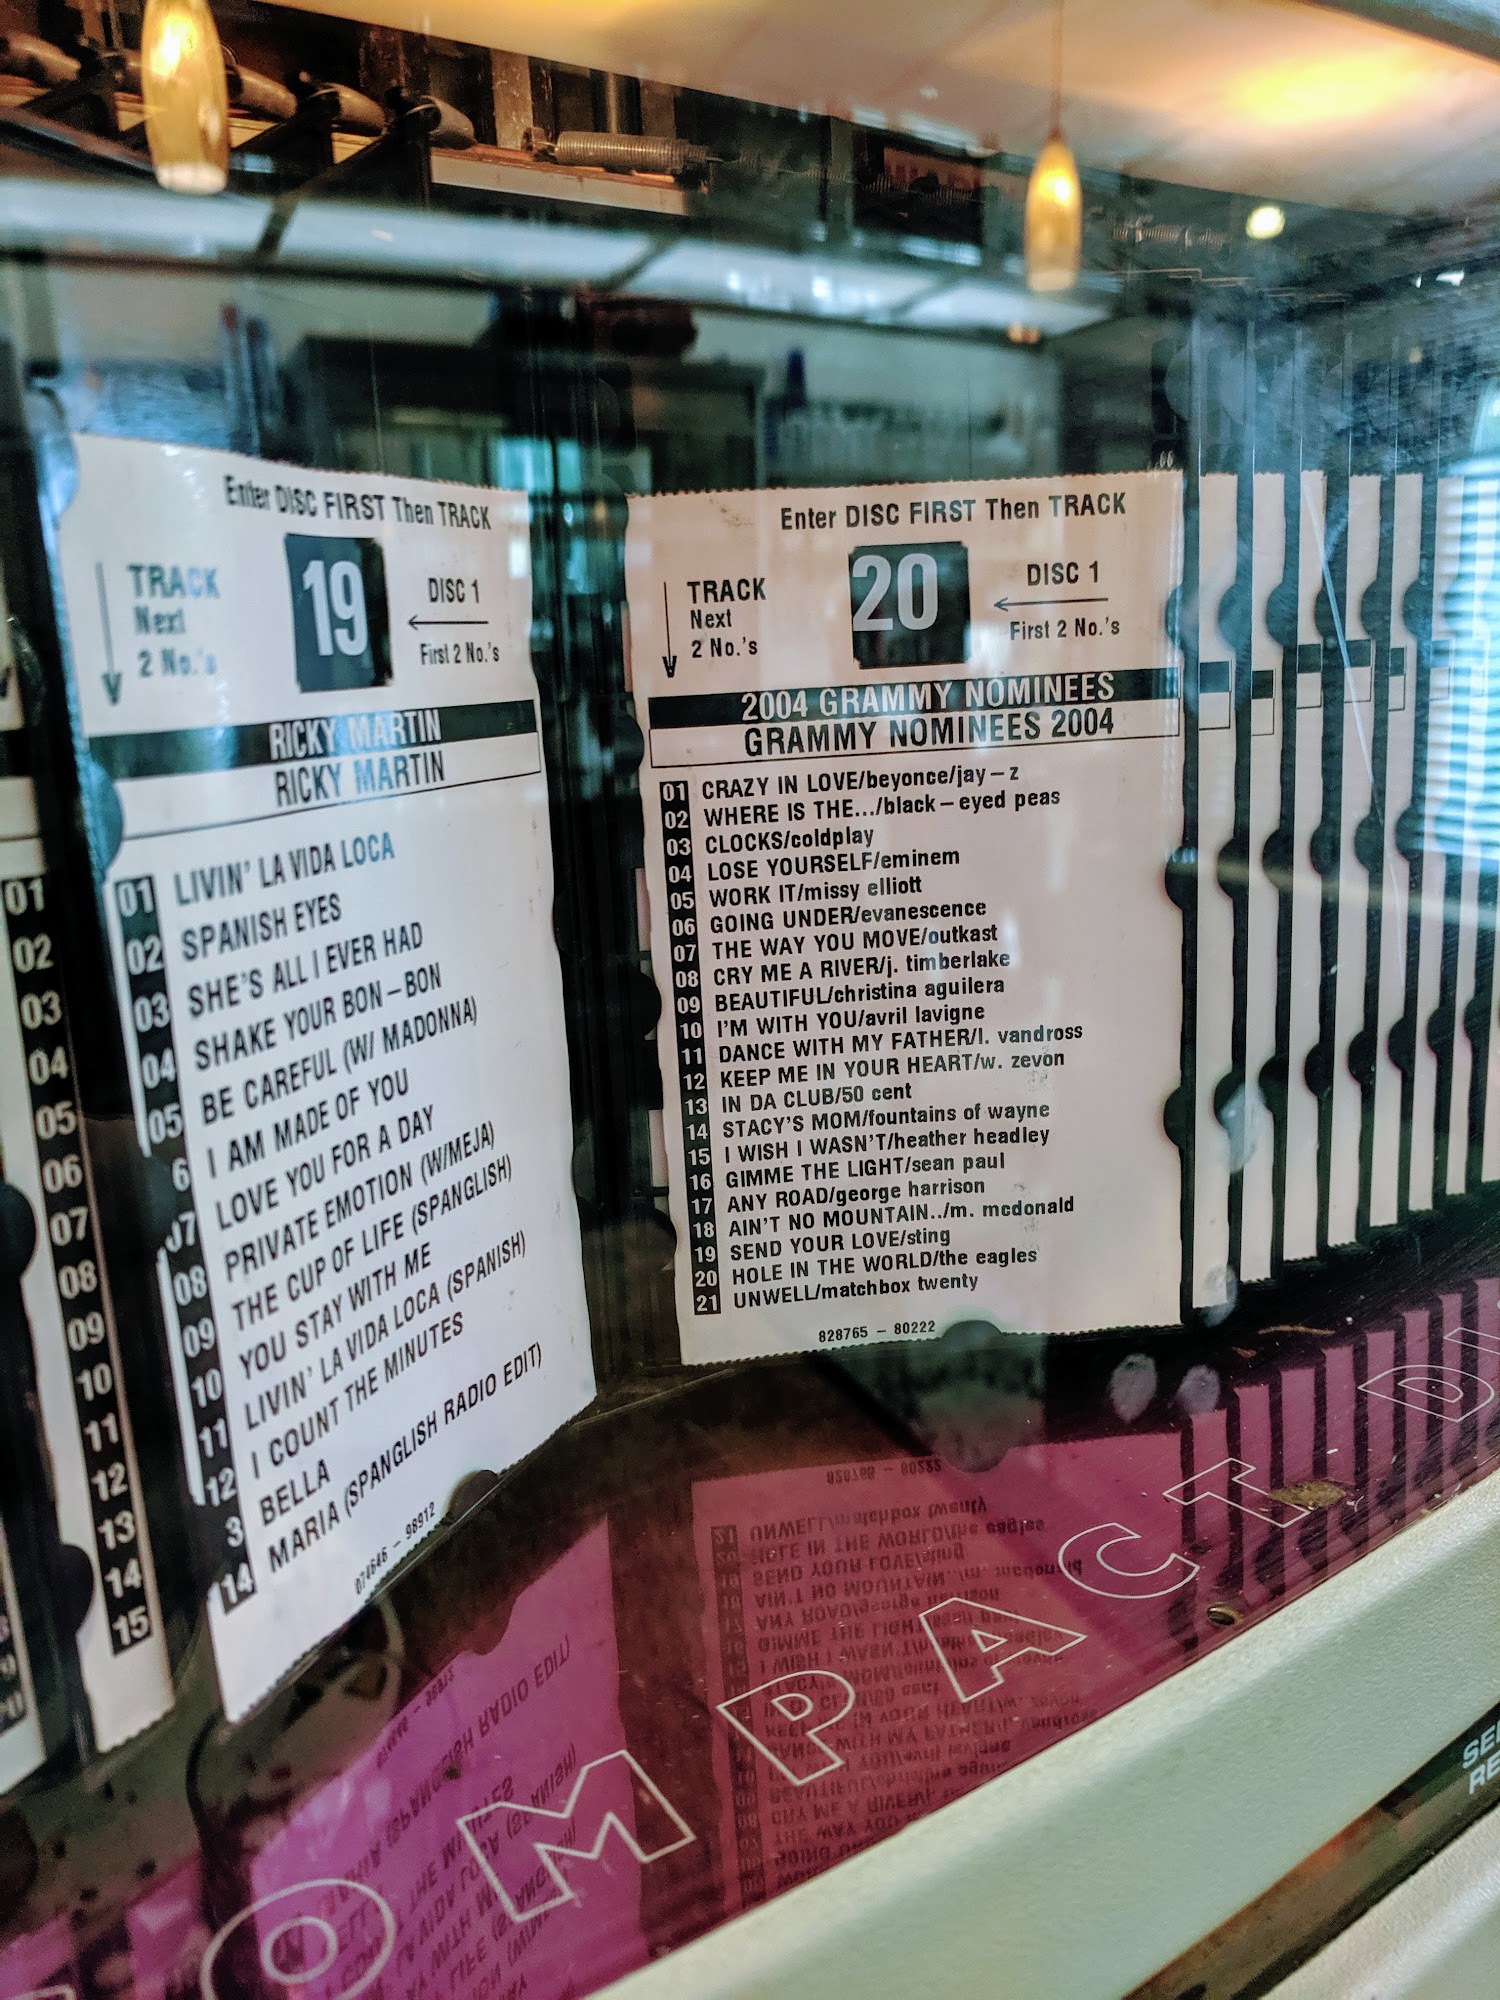 01
02
03
04
05
06
07
08
09
10
11
12
13
14
15
Enter DISC FIRST Then TRACK
TRACK
Next
2 No.'s
19
DISC 1
First 2 No.'s
RICKY MARTIN
RICKY MARTIN
01 LIVIN' LA VIDA LOCA
02 SPANISH EYES
03 SHE'S ALL I EVER HAD
04 SHAKE YOUR BON-BON
05 BE CAREFUL (W/ MADONNA)
6 I AM MADE OF YOU
07 LOVE YOU FOR A DAY
08 PRIVATE EMOTION (W/MEJA)
09 THE CUP OF LIFE (SPANGLISH)
10 YOU STAY WITH ME
11 LIVIN' LA VIDA LOCA (SPANISH)
12 I COUNT THE MINUTES
3 BELLA
14 MARIA (SPANGLISH RADIO EDIT)
074646 - 98912
Enter DISC FIRST Then TRACK
TRACK
Next
2 No.'s
20
DISC 1
First 2 No.'s
2004 GRAMMY NOMINEES
GRAMMY NOMINEES 2004
01 CRAZY IN LOVE/beyonce/jay-z
02 WHERE IS THE.../black-eyed peas
03 CLOCKS/coldplay
04 LOSE YOURSELF/eminem
05 WORK IT/missy elliott
06 GOING UNDER/evanescence
07 THE WAY YOU MOVE/outkast
08 CRY ME A RIVER/j. timberlake
09 BEAUTIFUL/christina aguilera
10 I'M WITH YOU/avril lavigne
11 DANCE WITH MY FATHER/l. vandross
12 KEEP ME IN YOUR HEART/w. zevon
13 IN DA CLUB/50 cent
14 STACY'S MOM/fountains of wayne
15 I WISH I WASN'T/heather headley
16 GIMME THE LIGHT/sean paul
17 ANY ROAD/george harrison
18 AIN'T NO MOUNTAIN../m. mcdonald
19 SEND YOUR LOVE/sting
20 HOLE IN THE WORLD/the eagles
21 UNWELL/matchbox twenty
828765 - 80222
OMPACT DI